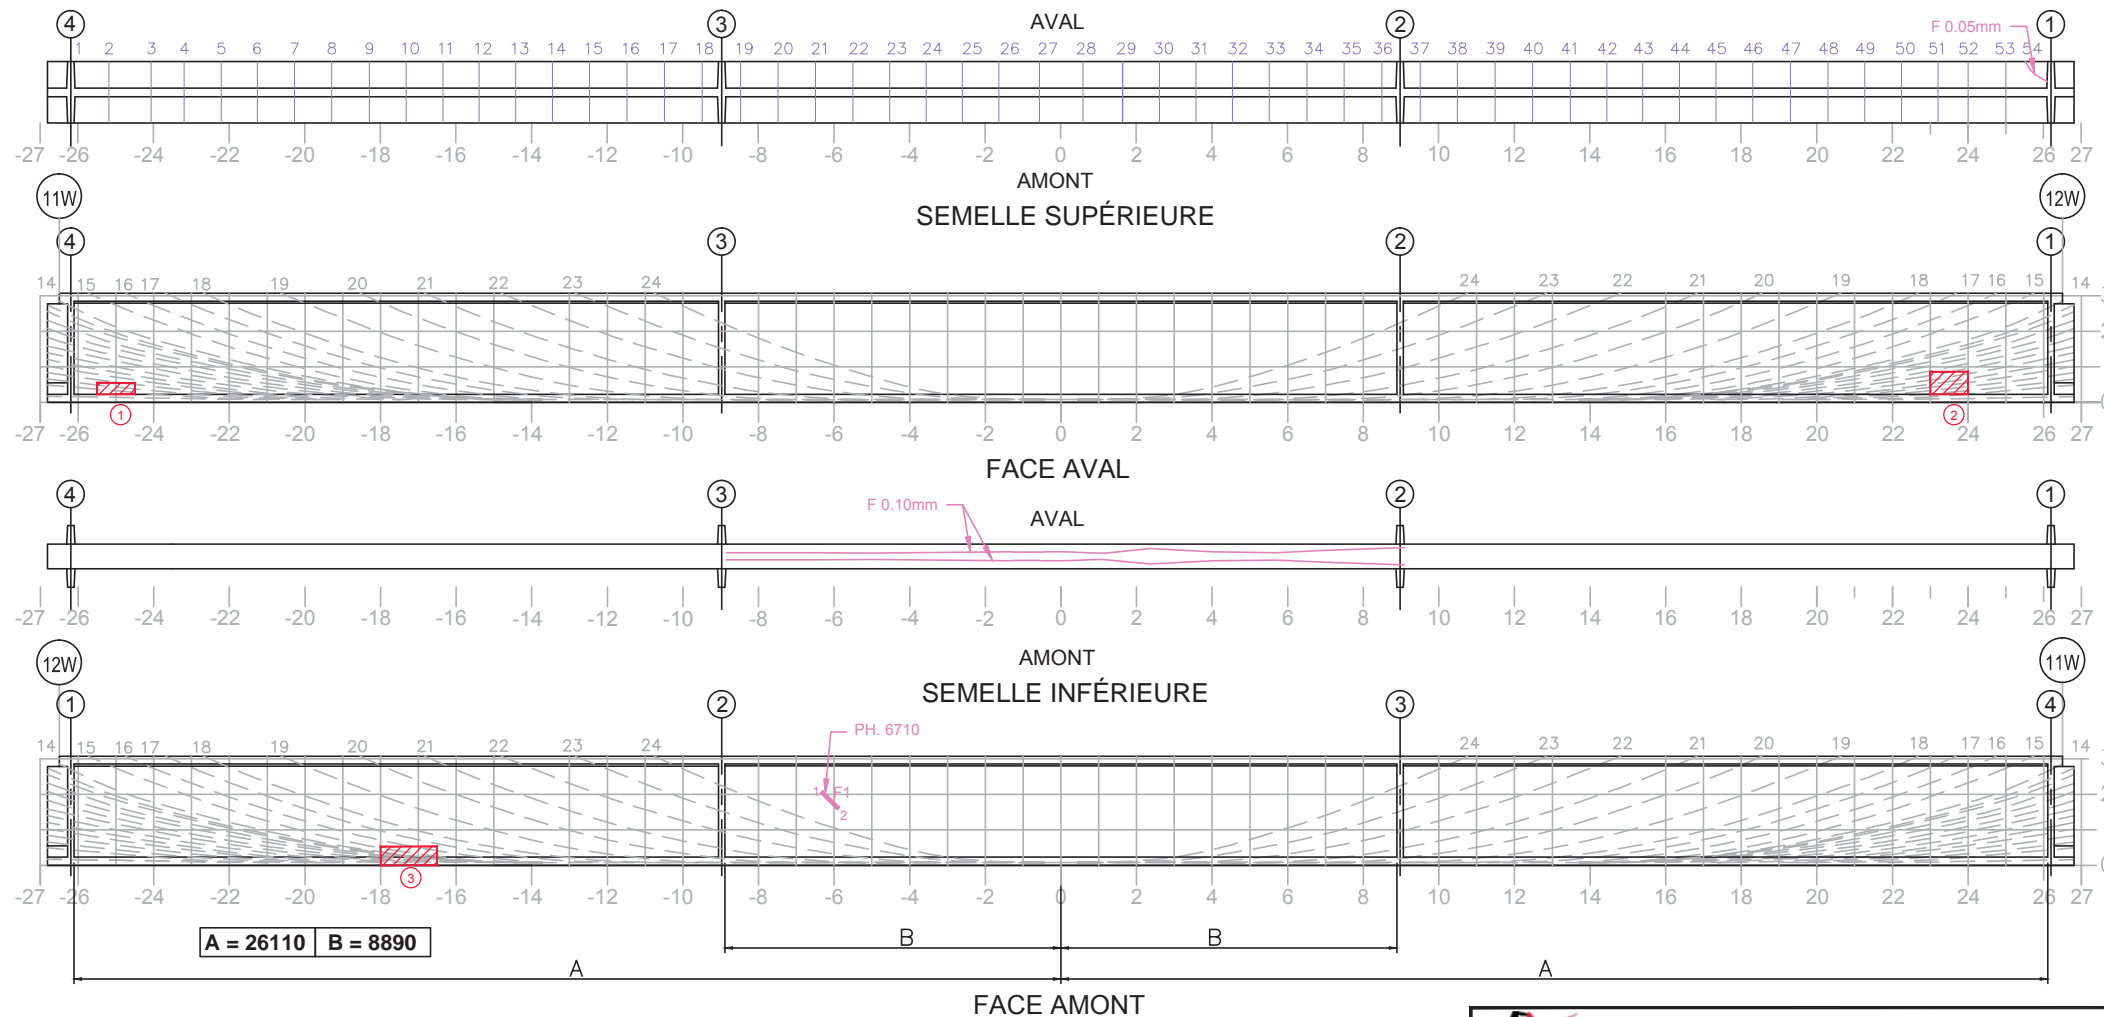 4 3 AVAL 2 1
F 0.05mm
1 2 3 4 5 6 7 8 9 10 11 12 13 14 15 16 17 18 19 20 21 22 23 24 25 26 27 28 29 30 31 32 33 34 35 36 37 38 39 40 41 42 43 44 45 46 47 48 49 50 51 52 53 54
-27 -26 -24 -22 -20 -18 -16 -14 -12 -10 -8 -6 -4 -2 0 2 4 6 8 10 12 14 16 18 20 22 24 26 27
AMONT
11W 12W
SEMELLE SUPÉRIEURE
4 3 2 1
14 15 16 17 18 19 20 21 22 23 24 24 23 22 21 20 19 18 17 16 15 14
1 2
-27 -26 -24 -22 -20 -18 -16 -14 -12 -10 -8 -6 -4 -2 0 2 4 6 8 10 12 14 16 18 20 22 24 26 27
FACE AVAL
4 3 2 1
F 0.10mm
AVAL
-27 -26 -24 -22 -20 -18 -16 -14 -12 -10 -8 -6 -4 -2 0 2 4 6 8 10 12 14 16 18 20 22 24 26 27
AMONT
12W 11W
SEMELLE INFÉRIEURE
1 2 3 4
PH. 6710
14 15 16 17 18 19 20 21 22 23 24 24 23 22 21 20 19 18 17 16 15 14
1 F1
2
3
-27 -26 -24 -22 -20 -18 -16 -14 -12 -10 -8 -6 -4 -2 0 2 4 6 8 10 12 14 16 18 20 22 24 26 27
A = 26110 B = 8890
B B
A A
FACE AMONT